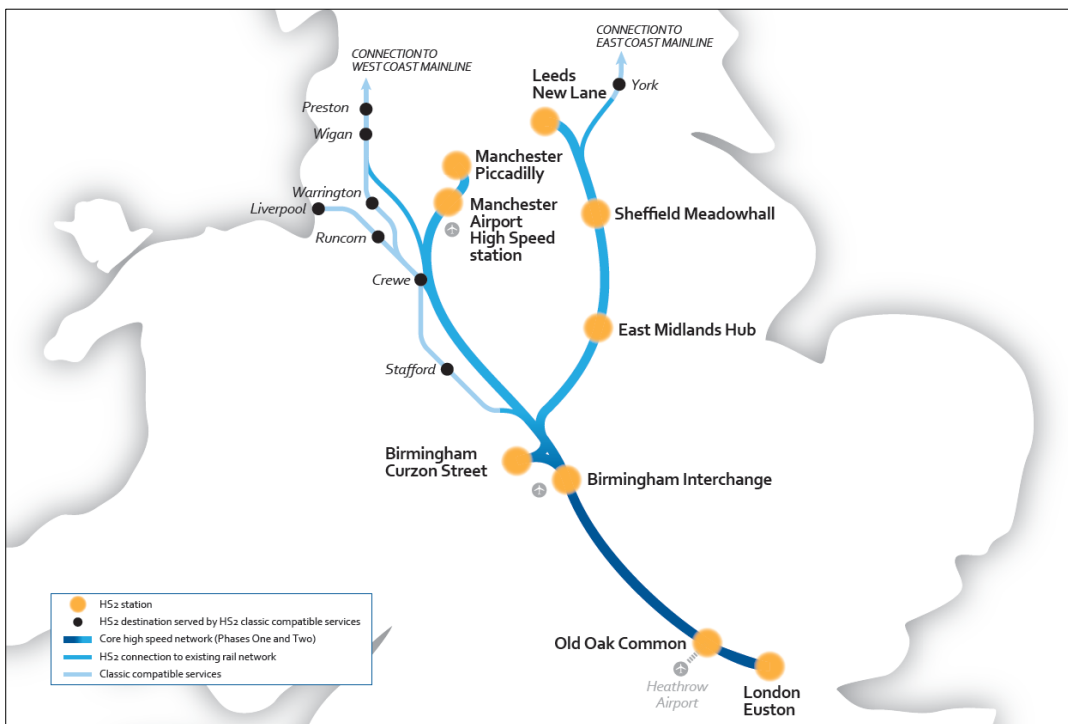 CONNECTION TO
WEST COAST MAINLINE
CONNECTION TO
EAST COAST MAINLINE
Leeds
New Lane
York
Preston
Wigan
Manchester
Piccadilly
Warrington
Liverpool
Manchester
Airport
High Speed
station
Sheffield Meadowhall
Runcorn
Crewe
East Midlands Hub
Stafford
Birmingham
Curzon Street
Birmingham Interchange
HS2 station
HS2 destination served by HS2 classic compatible services
Core high speed network (Phases One and Two)
HS2 connection to existing rail network
Classic compatible services
Old Oak Common
Heathrow
Airport
London
Euston